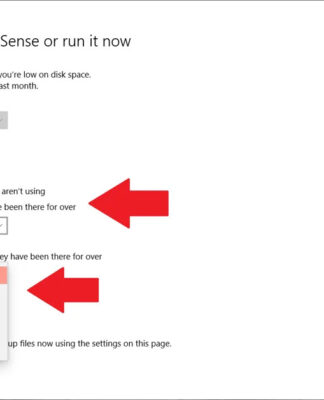 Sense or run it now
you're low on disk space.
ast month.
aren't using
been there for over
ey have been there for over
up files now using the settings on this page.